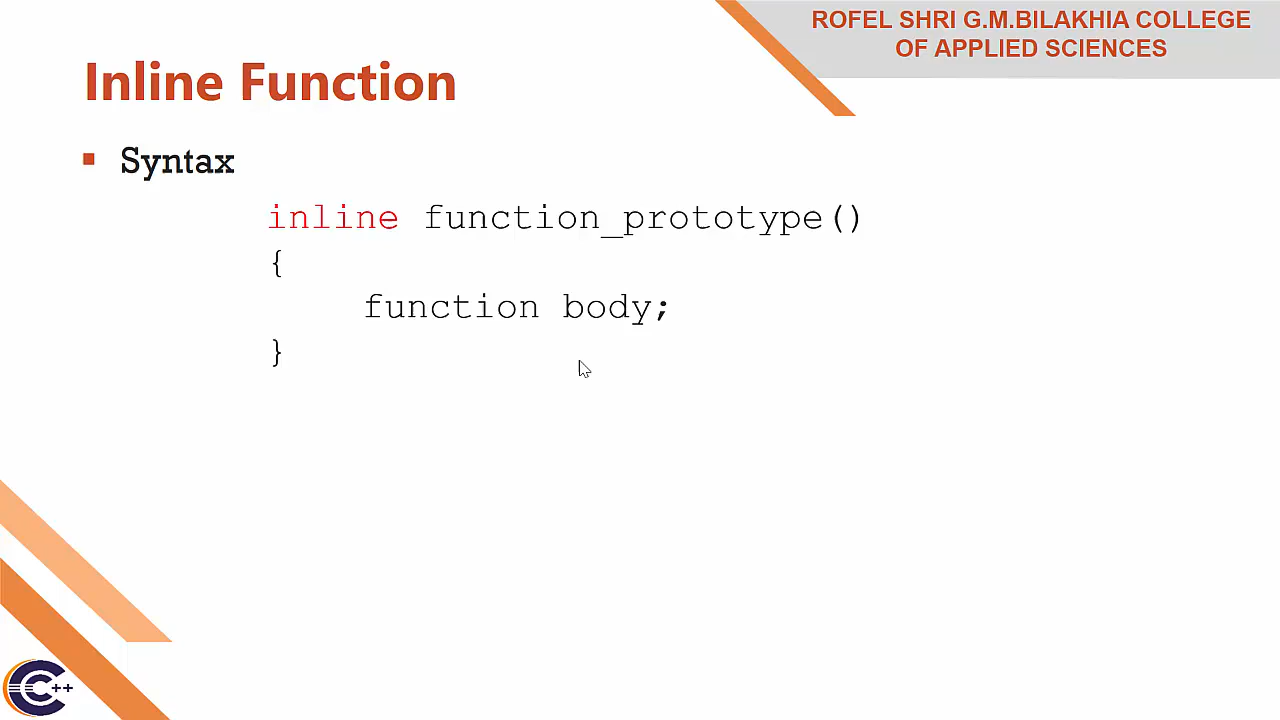 ROFEL SHRI G.M.BILAKHIA COLLEGE
OF APPLIED SCIENCES
Inline Function
Syntax
inline function_prototype()
{
function body;
}
C++